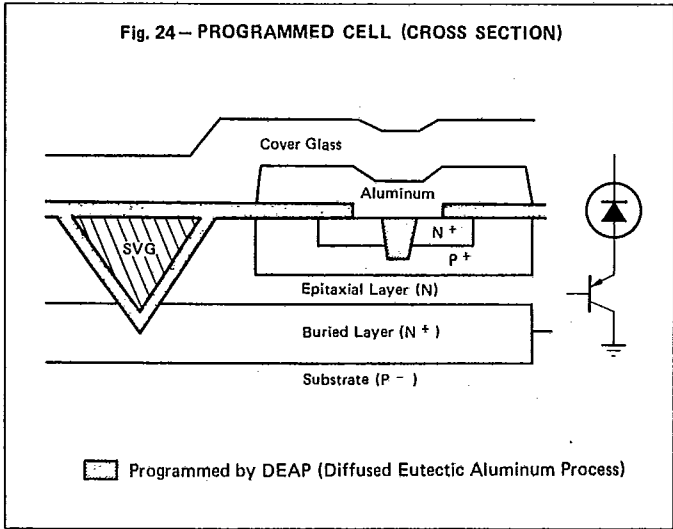 Fig. 24 — PROGRAMMED CELL (CROSS SECTION)
Cover Glass
Aluminum
SVG
N+
P+
Epitaxial Layer (N)
Buried Layer (N+)
Substrate (P−)
Programmed by DEAP (Diffused Eutectic Aluminum Process)